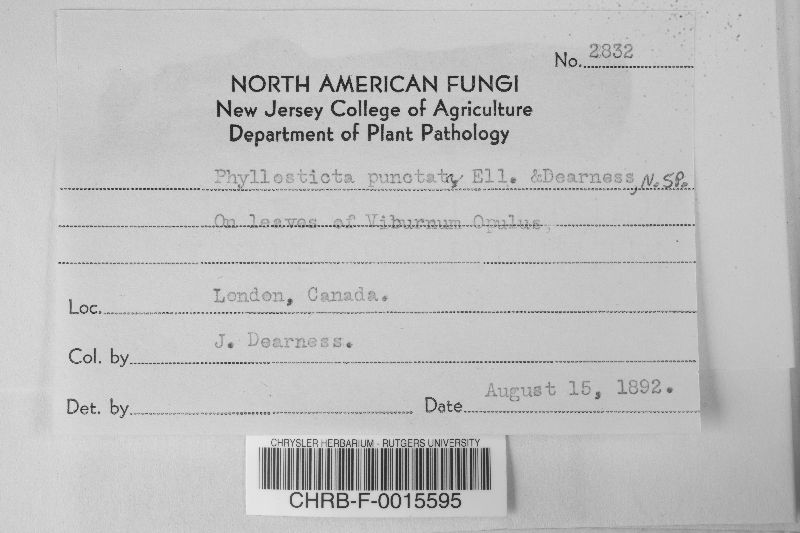 No. 2832
NORTH AMERICAN FUNGI
New Jersey College of Agriculture
Department of Plant Pathology
Phyllosticta punctata, Ell. &Dearness, N. SP.
On leaves of Viburnum Opulus,
Loc. London, Canada.
Col. by J. Dearness.
Det. by
Date August 15, 1892.
CHRYSLER HERBARIUM - RUTGERS UNIVERSITY
CHRB-F-0015595